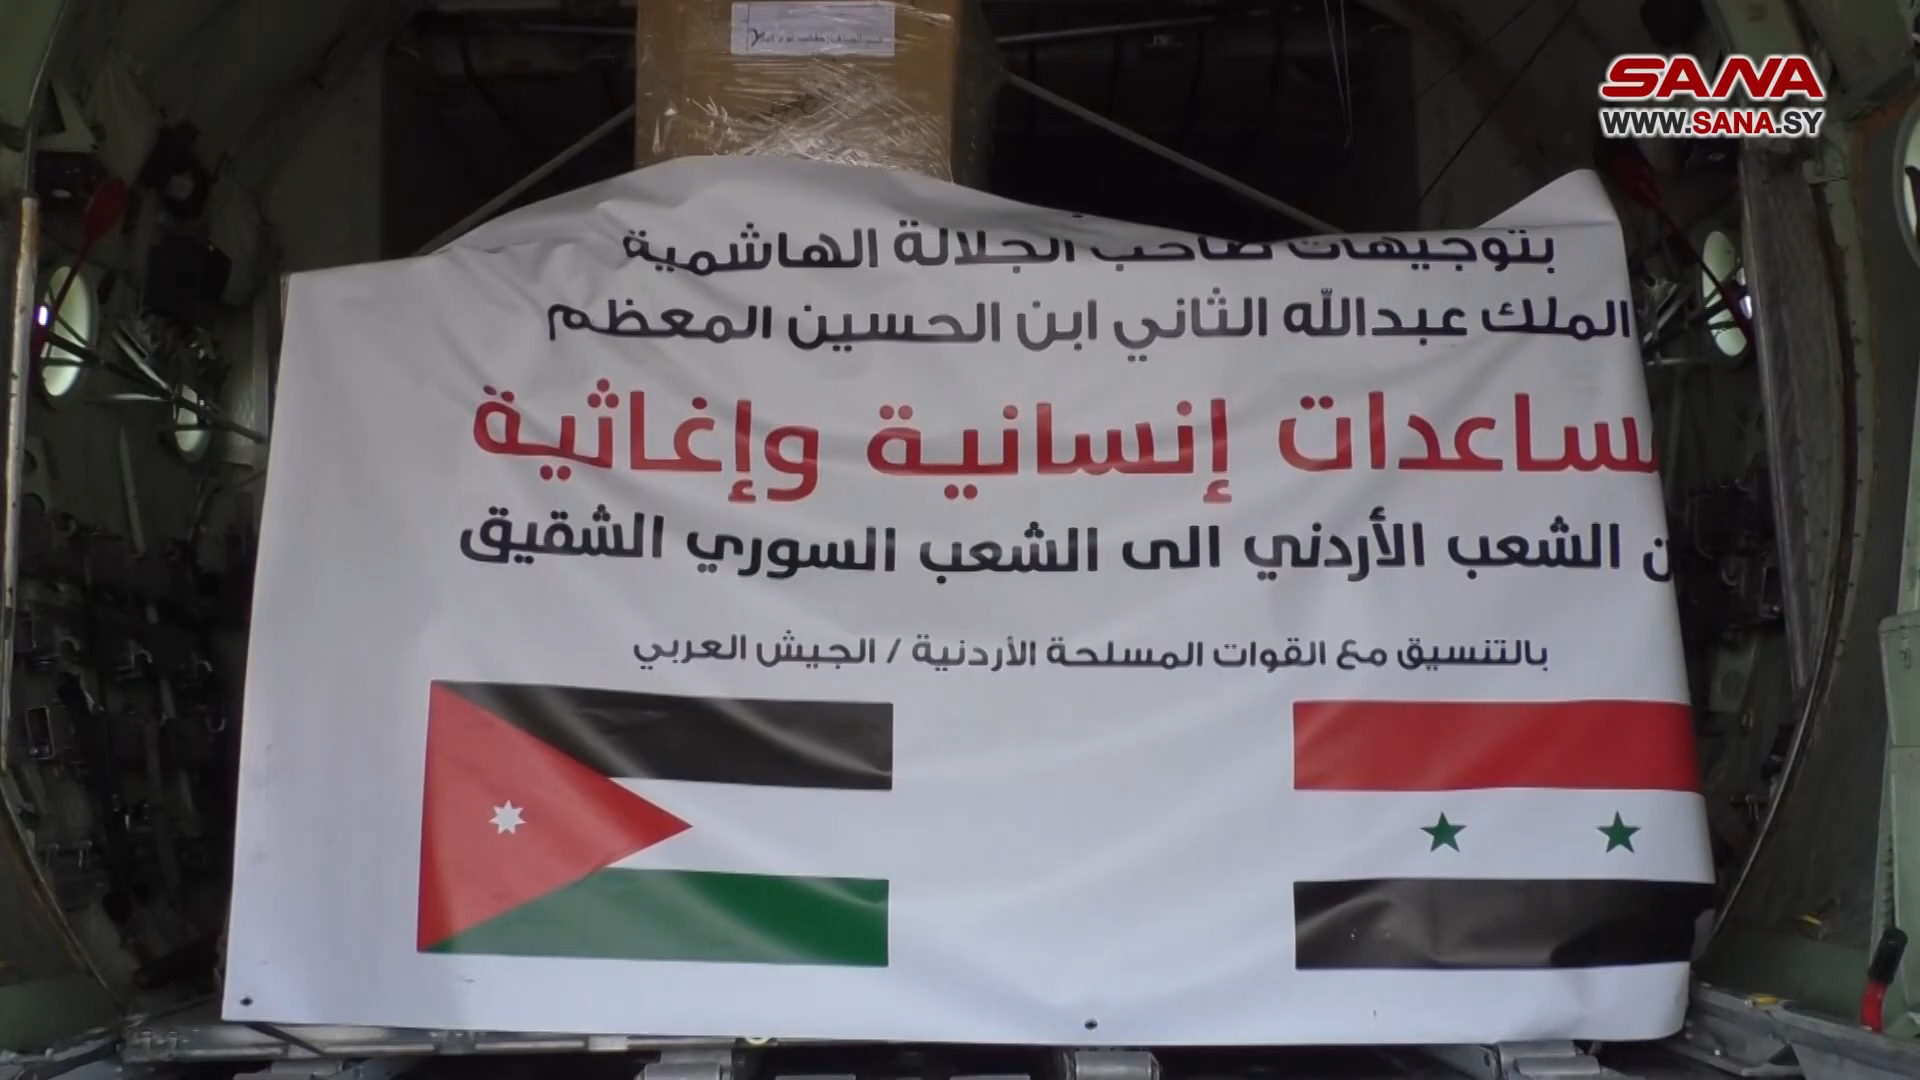 SANA
WWW.SANA.SY
بتوجيهات صاحب الجلالة الهاشمية
الملك عبدالله الثاني ابن الحسين المعظم
ساعدات إنسانية وإغاثية
ن الشعب الأردني الى الشعب السوري الشقيق
بالتنسيق مع القوات المسلحة الأردنية / الجيش العربي